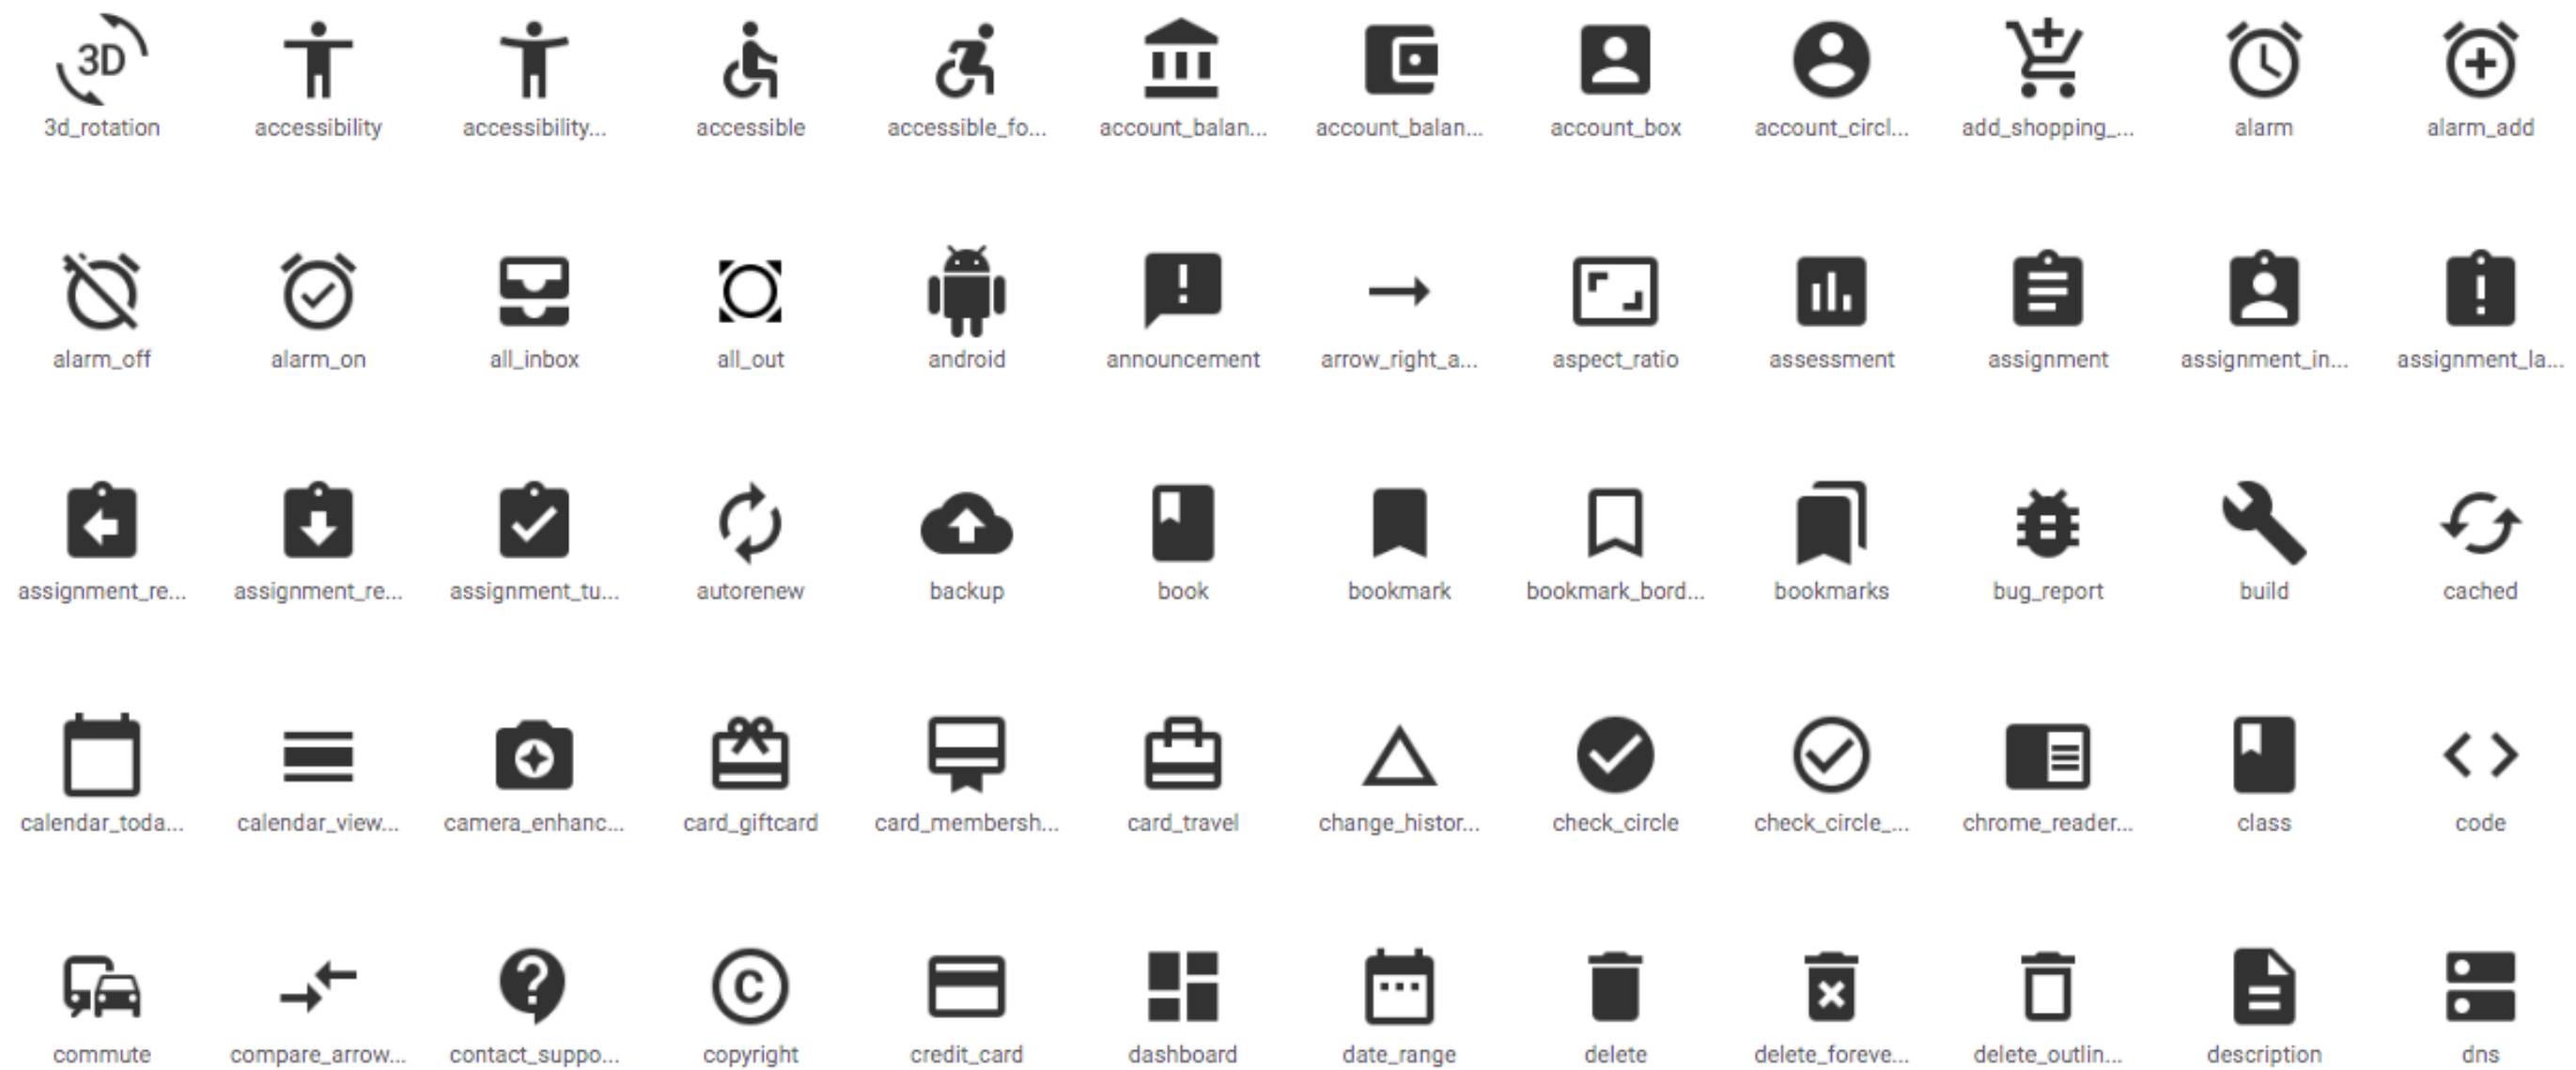 3D
3d_rotation accessibility accessibility... accessible accessible_fo... account_balan... account_balan... account_box account_circl... add_shopping_... alarm alarm_add
alarm_off alarm_on all_inbox all_out android announcement arrow_right_a... aspect_ratio assessment assignment assignment_in... assignment_la...
assignment_re... assignment_re... assignment_tu... autorenew backup book bookmark bookmark_bord... bookmarks bug_report build cached
calendar_toda... calendar_view... camera_enhanc... card_giftcard card_membersh... card_travel change_histor... check_circle check_circle_... chrome_reader... class code
commute compare_arrow... contact_suppo... copyright credit_card dashboard date_range delete delete_foreve... delete_outlin... description dns